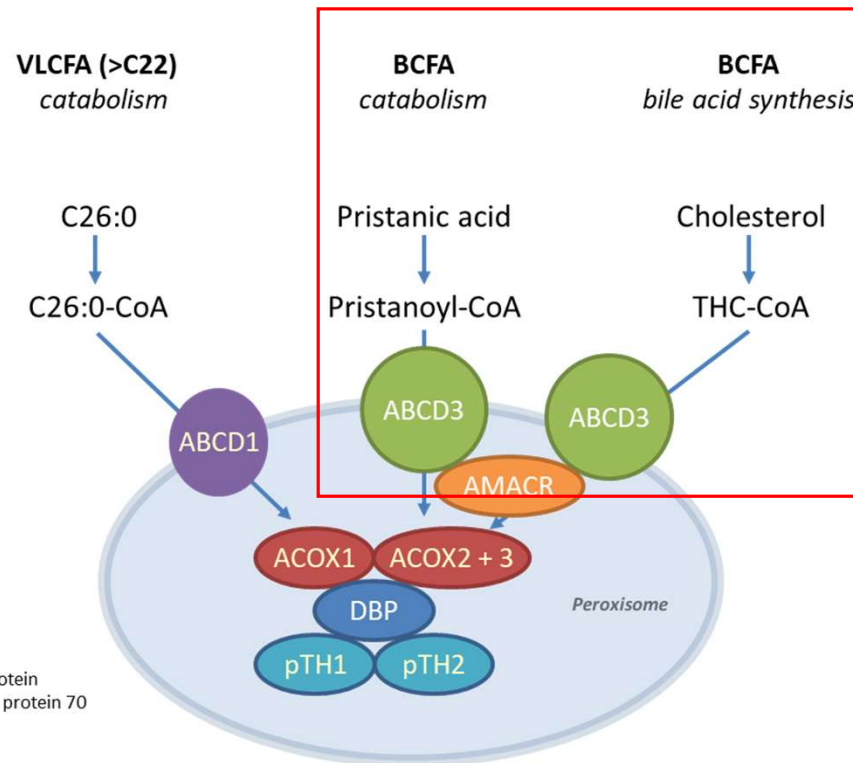 VLCFA (>C22)
catabolism
BCFA
catabolism
BCFA
bile acid synthesis
C26:0
Pristanic acid
Cholesterol
C26:0-CoA
Pristanoyl-CoA
THC-CoA
ABCD1
ABCD3
ABCD3
AMACR
ACOX1
ACOX2 + 3
DBP
Peroxisome
pTH1
pTH2
protein 70